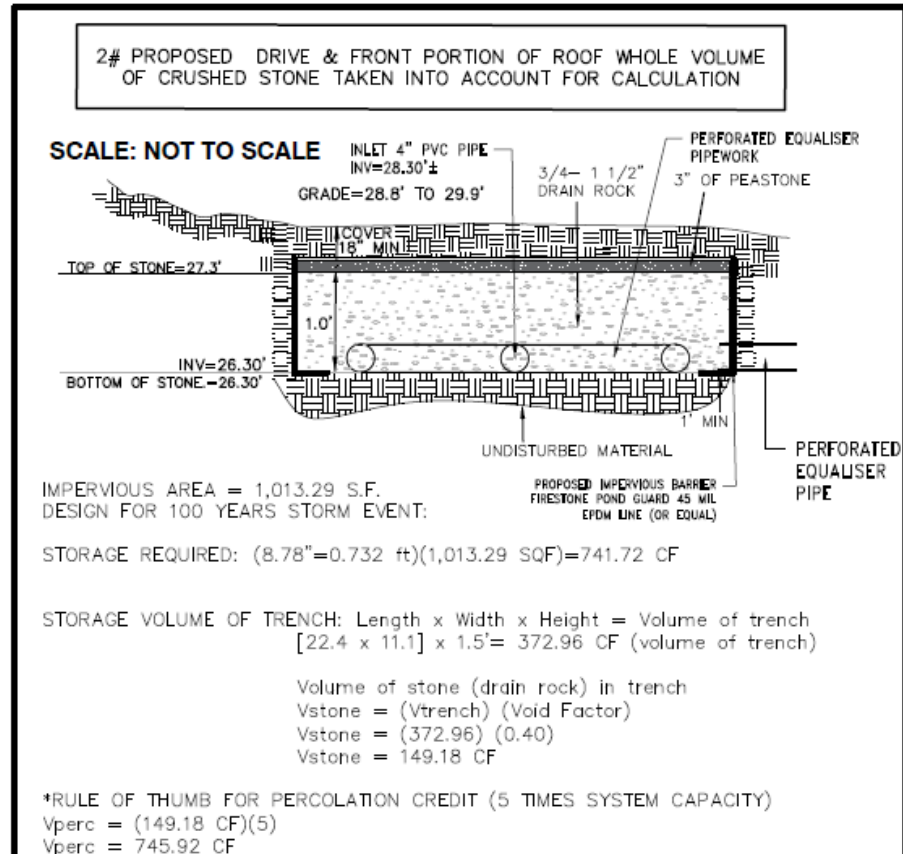 2# PROPOSED DRIVE & FRONT PORTION OF ROOF WHOLE VOLUME
OF CRUSHED STONE TAKEN INTO ACCOUNT FOR CALCULATION
SCALE: NOT TO SCALE
INLET 4" PVC PIPE
INV=28.30'±
GRADE=28.8' TO 29.9'
3/4– 1 1/2"
DRAIN ROCK
PERFORATED EQUALISER
PIPEWORK
3" OF PEASTONE
COVER
18" MIN
TOP OF STONE=27.3'
1.0'
INV=26.30'
BOTTOM OF STONE.=26.30'
1' MIN
UNDISTURBED MATERIAL
PERFORATED
EQUALISER
PIPE
PROPOSED IMPERVIOUS BARRIER
FIRESTONE POND GUARD 45 MIL
EPDM LINE (OR EQUAL)
IMPERVIOUS AREA = 1,013.29 S.F.
DESIGN FOR 100 YEARS STORM EVENT:
STORAGE REQUIRED: (8.78"=0.732 ft)(1,013.29 SQF)=741.72 CF
STORAGE VOLUME OF TRENCH: Length x Width x Height = Volume of trench
[22.4 x 11.1] x 1.5'= 372.96 CF (volume of trench)
Volume of stone (drain rock) in trench
Vstone = (Vtrench) (Void Factor)
Vstone = (372.96) (0.40)
Vstone = 149.18 CF
*RULE OF THUMB FOR PERCOLATION CREDIT (5 TIMES SYSTEM CAPACITY)
Vperc = (149.18 CF)(5)
Vperc = 745.92 CF